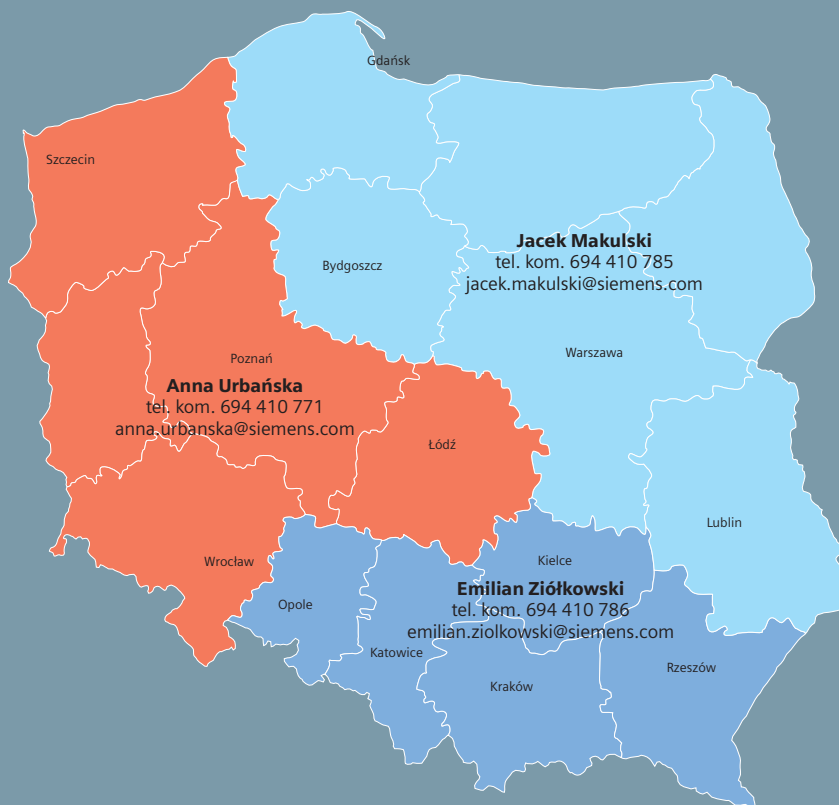 Gdańsk
Szczecin
Jacek Makulski
tel. kom. 694 410 785
jacek.makulski@siemens.com
Bydgoszcz
Warszawa
Poznań
Anna Urbańska
tel. kom. 694 410 771
anna.urbanska@siemens.com
Łódź
Lublin
Wrocław
Kielce
Emilian Ziółkowski
tel. kom. 694 410 786
emilian.ziolkowski@siemens.com
Opole
Katowice
Rzeszów
Kraków